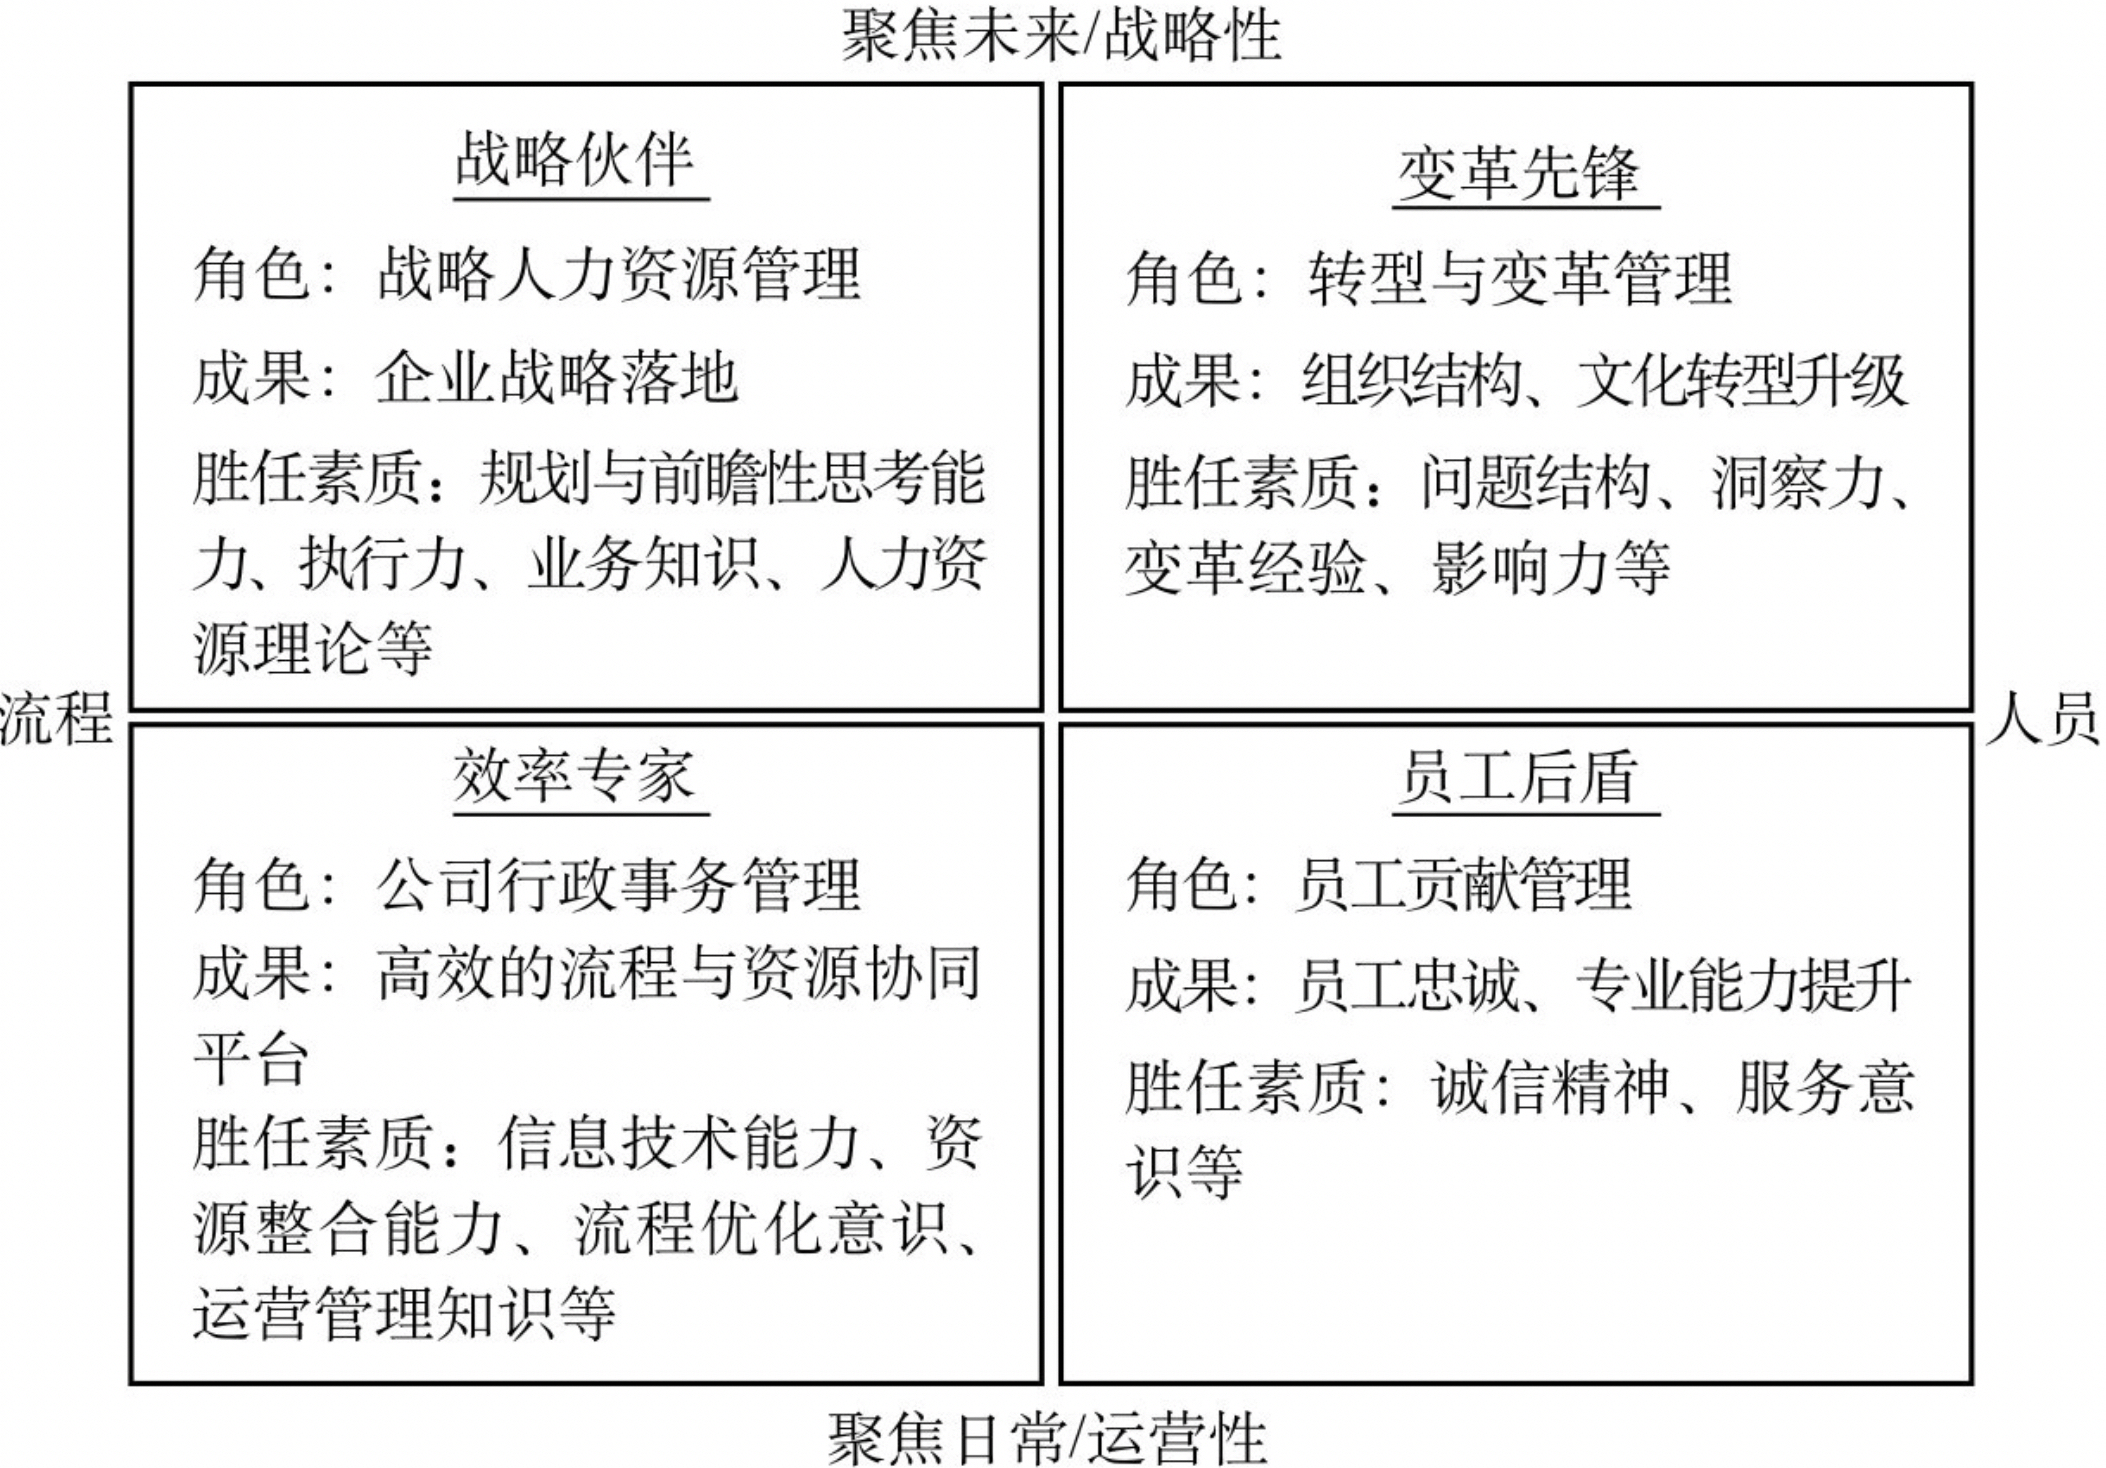 聚焦未来/战略性
战略伙伴
角色：战略人力资源管理
成果：企业战略落地
胜任素质：规划与前瞻性思考能
力、执行力、业务知识、人力资
源理论等
变革先锋
角色：转型与变革管理
成果：组织结构、文化转型升级
胜任素质：问题结构、洞察力、
变革经验、影响力等
流程
人员
效率专家
角色：公司行政事务管理
成果：高效的流程与资源协同
平台
胜任素质：信息技术能力、资
源整合能力、流程优化意识、
运营管理知识等
员工后盾
角色：员工贡献管理
成果：员工忠诚、专业能力提升
胜任素质：诚信精神、服务意
识等
聚焦日常/运营性